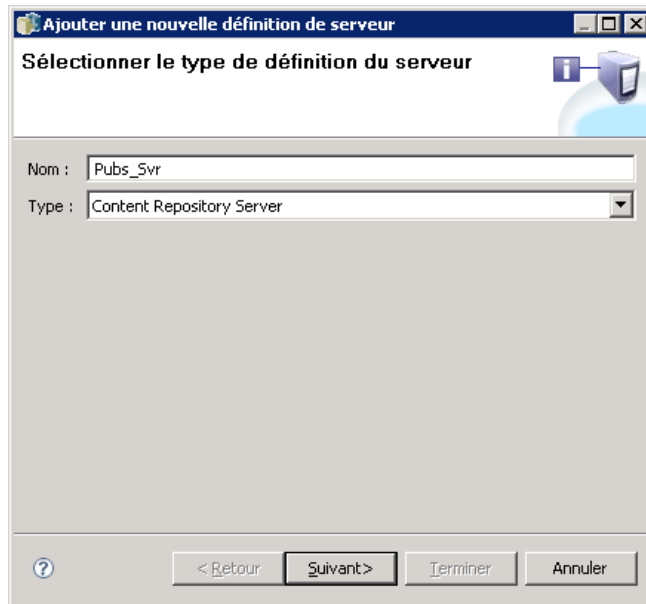 Ajouter une nouvelle définition de serveur
Sélectionner le type de définition du serveur
i
Nom : Pubs_Svr
Type : Content Repository Server
? < Retour Suivant> Terminer Annuler